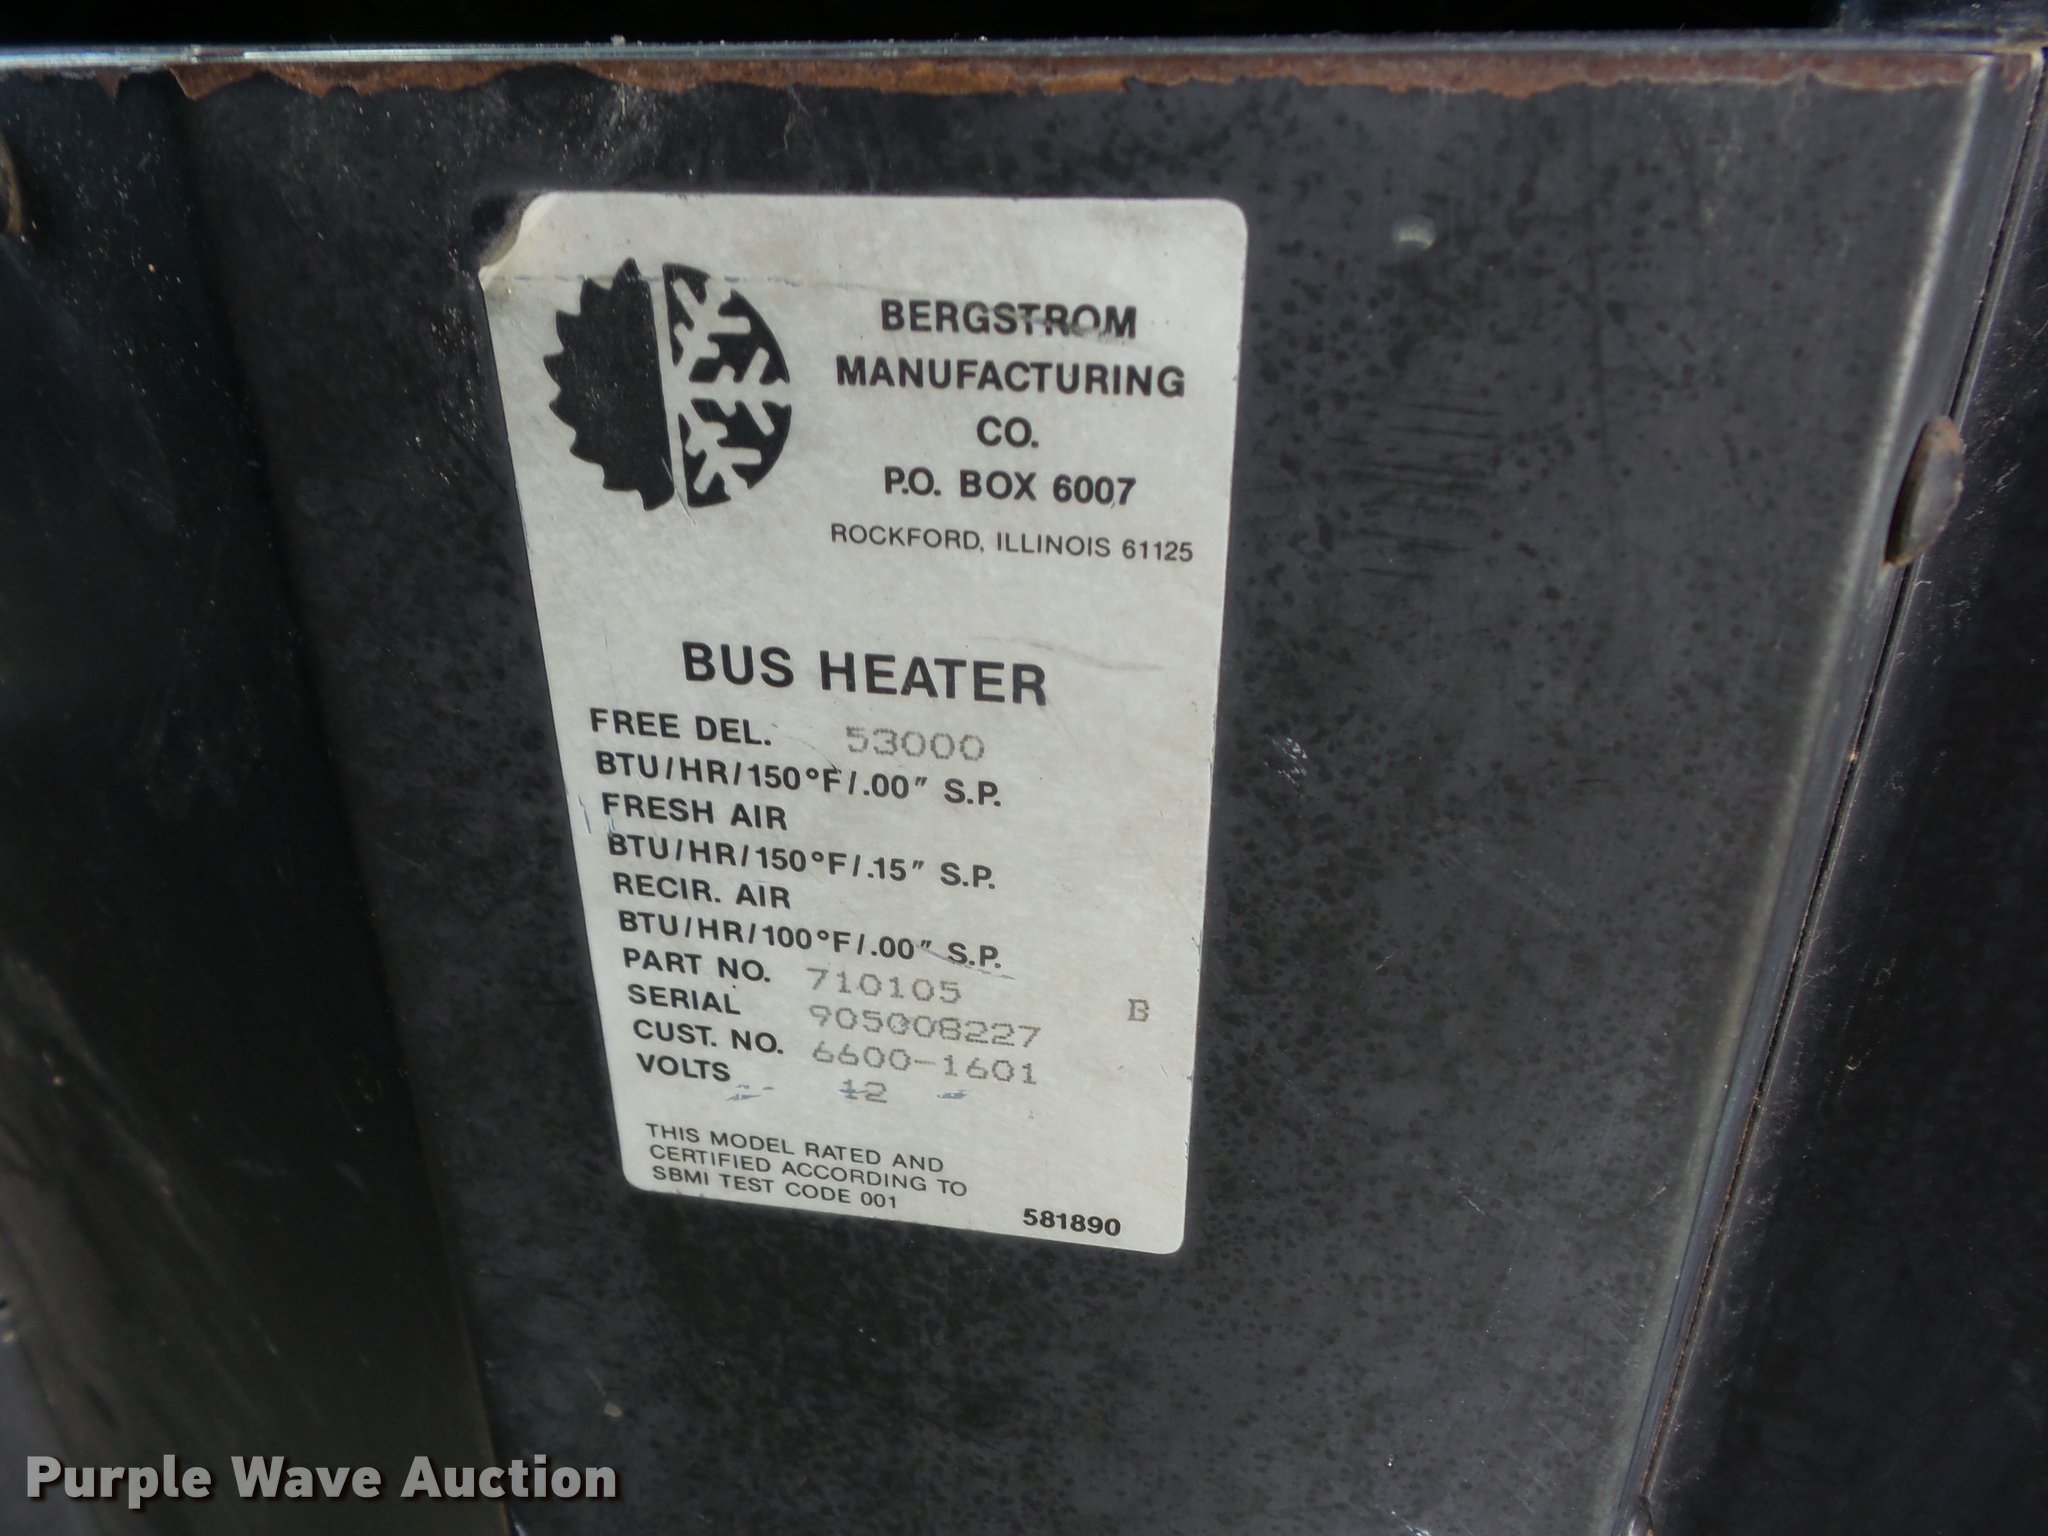 BERGSTROM
MANUFACTURING
CO.
P.O. BOX 6007
ROCKFORD, ILLINOIS 61125
BUS HEATER
FREE DEL. 53000
BTU/HR/150°F/.00" S.P.
FRESH AIR
BTU/HR/150°F/.15" S.P.
RECIR. AIR
BTU/HR/100°F/.00" S.P.
PART NO. 710105 B
SERIAL 905008227
CUST. NO. 6600-1601
VOLTS 12
THIS MODEL RATED AND
CERTIFIED ACCORDING TO
SBMI TEST CODE 001
581890
Purple Wave Auction